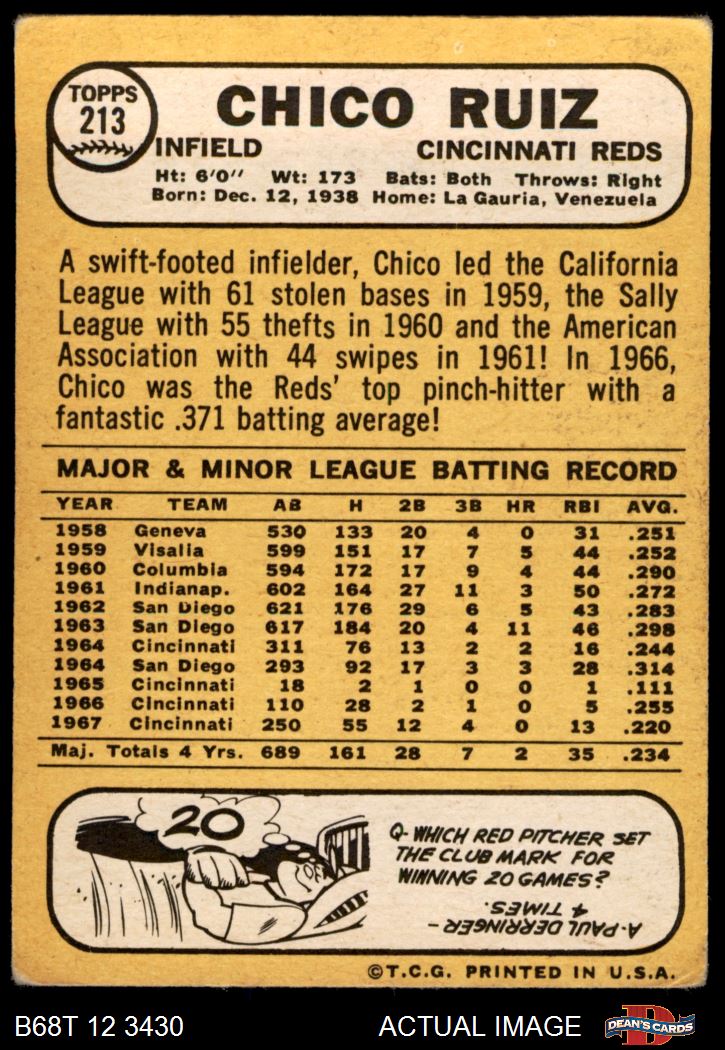 TOPPS
213
CHICO RUIZ
INFIELD CINCINNATI REDS
Ht: 6'0" Wt: 173 Bats: Both Throws: Right
Born: Dec. 12, 1938 Home: La Gauria, Venezuela
A swift-footed infielder, Chico led the California
League with 61 stolen bases in 1959, the Sally
League with 55 thefts in 1960 and the American
Association with 44 swipes in 1961! In 1966,
Chico was the Reds' top pinch-hitter with a
fantastic .371 batting average!
MAJOR & MINOR LEAGUE BATTING RECORD
YEAR TEAM AB H 2B 3B HR RBI AVG.
1958 Geneva 530 133 20 4 0 31 .251
1959 Visalia 599 151 17 7 5 44 .252
1960 Columbia 594 172 17 9 4 44 .290
1961 Indianap. 602 164 27 11 3 50 .272
1962 San Diego 621 176 29 6 5 43 .283
1963 San Diego 617 184 20 4 11 46 .298
1964 Cincinnati 311 76 13 2 2 16 .244
1964 San Diego 293 92 17 3 3 28 .314
1965 Cincinnati 18 2 1 0 0 1 .111
1966 Cincinnati 110 28 2 1 0 5 .255
1967 Cincinnati 250 55 12 4 0 13 .220
Maj. Totals 4 Yrs. 689 161 28 7 2 35 .234
20
Q- WHICH RED PITCHER SET
THE CLUB MARK FOR
WINNING 20 GAMES?
A- PAUL DERRINGER -
4 TIMES.
©T.C.G. PRINTED IN U.S.A.
B68T 12 3430 ACTUAL IMAGE
D
DEAN'S CARDS